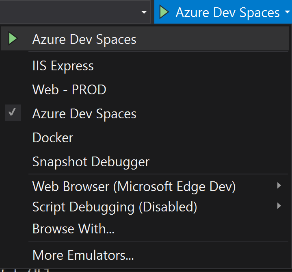 Azure Dev Spaces
Azure Dev Spaces
IIS Express
Web - PROD
Azure Dev Spaces
Docker
Snapshot Debugger
Web Browser (Microsoft Edge Dev)
Script Debugging (Disabled)
Browse With...
More Emulators...